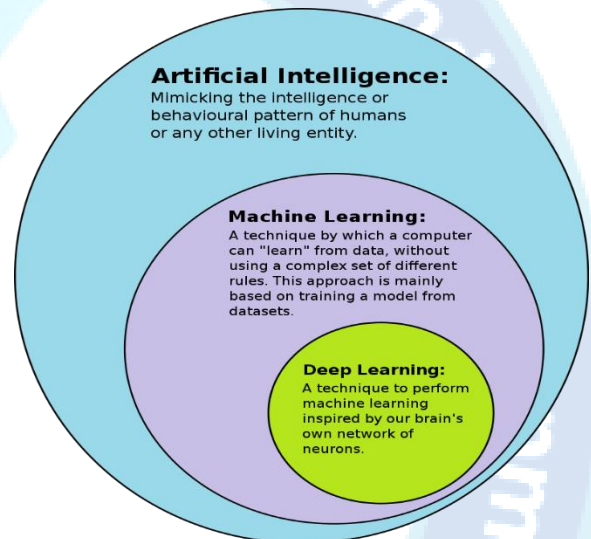 Artificial Intelligence:
Mimicking the intelligence or
behavioural pattern of humans
or any other living entity.
Machine Learning:
A technique by which a computer
can "learn" from data, without
using a complex set of different
rules. This approach is mainly
based on training a model from
datasets.
Deep Learning:
A technique to perform
machine learning
inspired by our brain's
own network of
neurons.